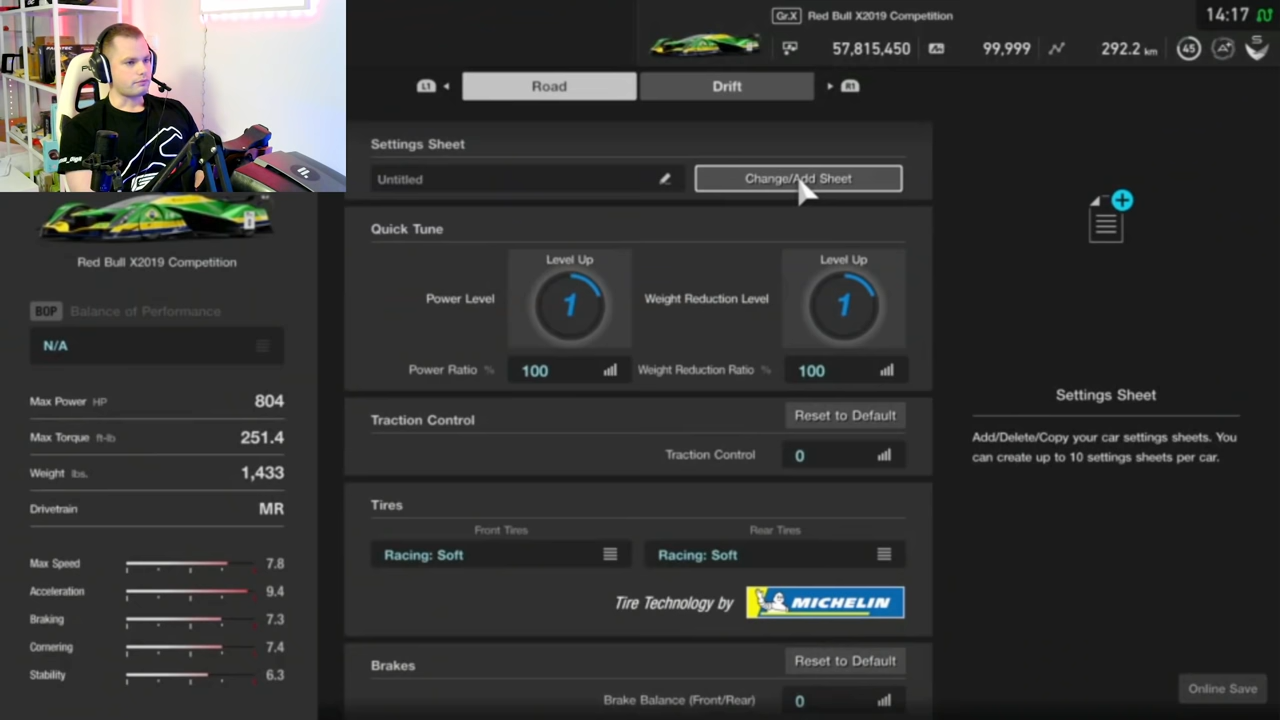 Gr.X Red Bull X2019 Competition
14:17
57,815,450 99,999 292.2 km 45
L1 Road Drift R1
Settings Sheet
Untitled Change/Add Sheet
Quick Tune
Level Up Level Up
Power Level 1 Weight Reduction Level 1
Power Ratio % 100 Weight Reduction Ratio % 100
Traction Control Reset to Default
Traction Control 0
Tires
Front Tires Rear Tires
Racing: Soft Racing: Soft
Tire Technology by MICHELIN
Brakes Reset to Default
Brake Balance (Front/Rear) 0
Red Bull X2019 Competition
BOP Balance of Performance
N/A
Max Power HP 804
Max Torque ft-lb 251.4
Weight lbs. 1,433
Drivetrain MR
Max Speed 7.8
Acceleration 9.4
Braking 7.3
Cornering 7.4
Stability 6.3
Settings Sheet
Add/Delete/Copy your car settings sheets. You
can create up to 10 settings sheets per car.
Online Save